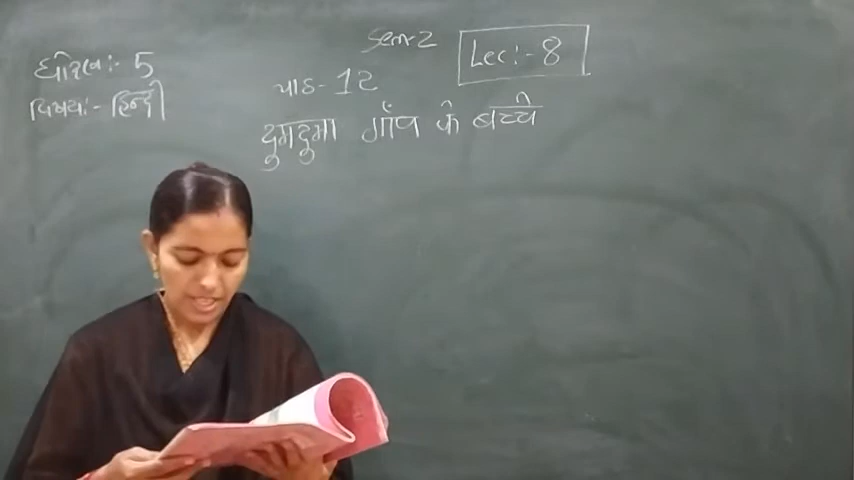 Sem-2
Lec:- 8
ધોરણ:- 5
વિષય:- हिन्दी
પાઠ- 12
दुमदुमा गाँव के बच्चे